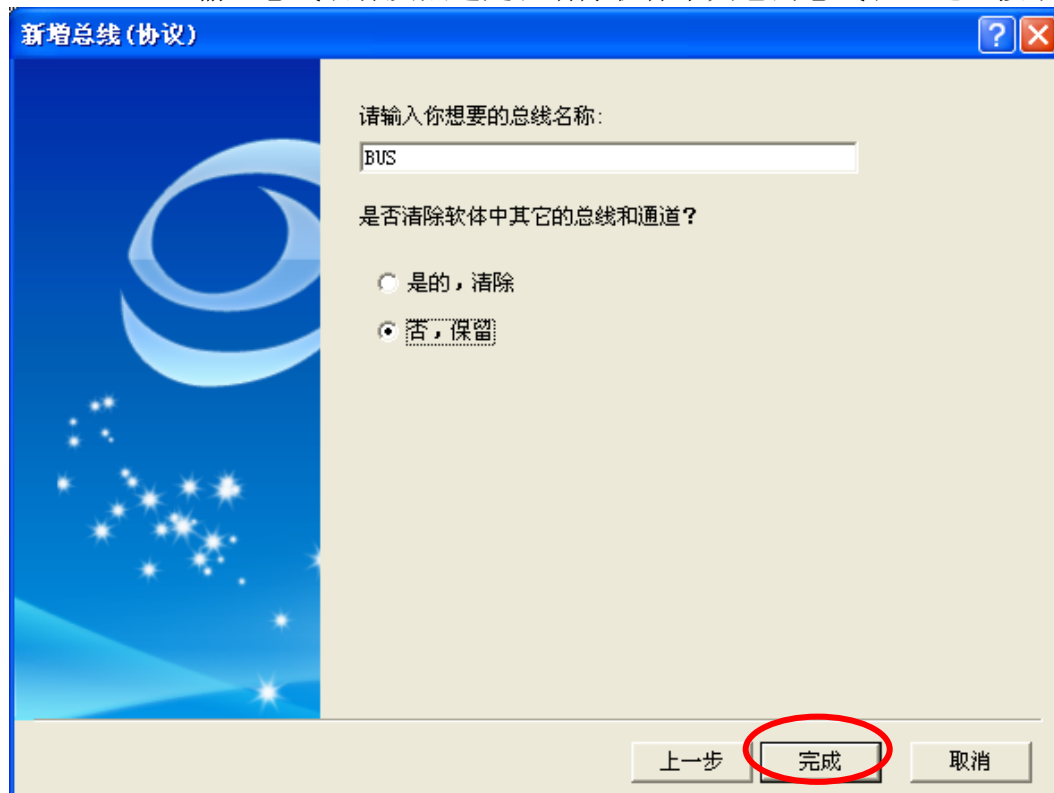 新增总线(协议)
请输入你想要的总线名称:
BUS
是否清除软体中其它的总线和通道?
是的，清除
否，保留
上一步 完成 取消